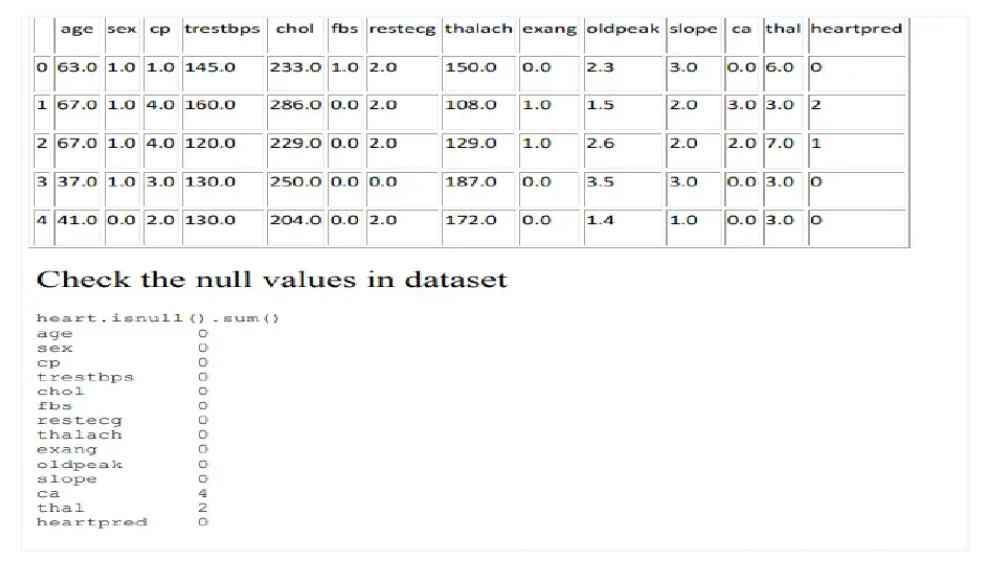 age sex cp trestbps chol fbs restecg thalach exang oldpeak slope ca thal heartpred
0 63.0 1.0 1.0 145.0 233.0 1.0 2.0 150.0 0.0 2.3 3.0 0.0 6.0 0
1 67.0 1.0 4.0 160.0 286.0 0.0 2.0 108.0 1.0 1.5 2.0 3.0 3.0 2
2 67.0 1.0 4.0 120.0 229.0 0.0 2.0 129.0 1.0 2.6 2.0 2.0 7.0 1
3 37.0 1.0 3.0 130.0 250.0 0.0 0.0 187.0 0.0 3.5 3.0 0.0 3.0 0
4 41.0 0.0 2.0 130.0 204.0 0.0 2.0 172.0 0.0 1.4 1.0 0.0 3.0 0
Check the null values in dataset
heart.isnull().sum()
age 0
sex 0
cp 0
trestbps 0
chol 0
fbs 0
restecg 0
thalach 0
exang 0
oldpeak 0
slope 0
ca 4
thal 2
heartpred 0